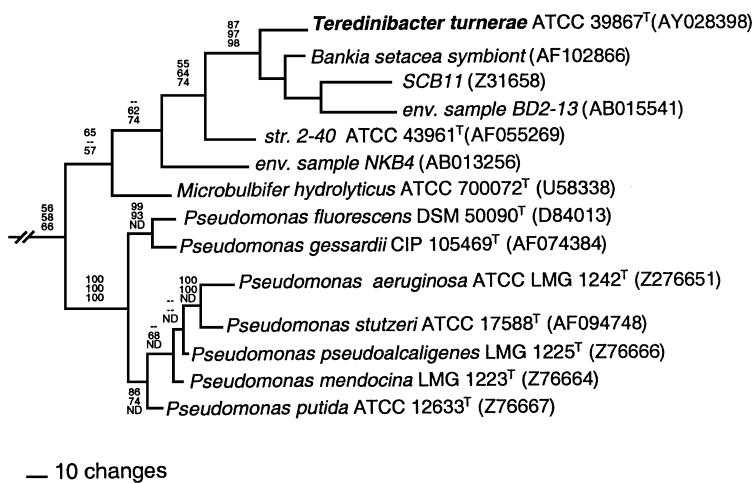 87
97
98
Teredinibacter turnerae ATCC 39867T(AY028398)
Bankia setacea symbiont (AF102866)
55
64
74
SCB11 (Z31658)
--
62
74
env. sample BD2-13 (AB015541)
65
--
57
str. 2-40 ATCC 43961T(AF055269)
env. sample NKB4 (AB013256)
Microbulbifer hydrolyticus ATCC 700072T (U58338)
56
58
66
99
93
ND
Pseudomonas fluorescens DSM 50090T (D84013)
Pseudomonas gessardii CIP 105469T (AF074384)
100
100
100
100
100
ND
Pseudomonas aeruginosa ATCC LMG 1242T (Z276651)
--
--
ND
Pseudomonas stutzeri ATCC 17588T (AF094748)
--
68
ND
Pseudomonas pseudoalcaligenes LMG 1225T (Z76666)
Pseudomonas mendocina LMG 1223T (Z76664)
86
74
ND
Pseudomonas putida ATCC 12633T (Z76667)
10 changes